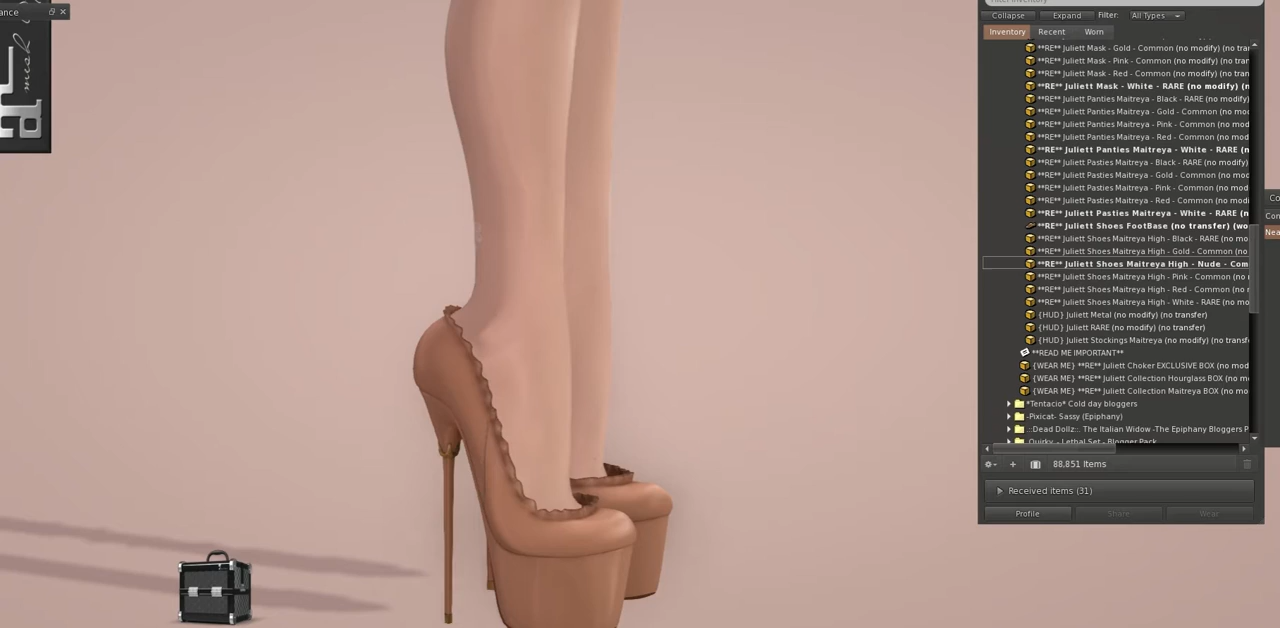 ance
Collapse
Expand
Filter:
All Types
Inventory
Recent
Worn
**RE** Juliett Mask - Gold - Common (no modify) (no tran
**RE** Juliett Mask - Pink - Common (no modify) (no tran
**RE** Juliett Mask - Red - Common (no modify) (no tran
**RE** Juliett Mask - White - RARE (no modify) (n
**RE** Juliett Panties Maitreya - Black - RARE (no modify)
**RE** Juliett Panties Maitreya - Gold - Common (no mod
**RE** Juliett Panties Maitreya - Pink - Common (no mod
**RE** Juliett Panties Maitreya - Red - Common (no modi
**RE** Juliett Panties Maitreya - White - RARE (n
**RE** Juliett Pasties Maitreya - Black - RARE (no modify)
**RE** Juliett Pasties Maitreya - Gold - Common (no mod
**RE** Juliett Pasties Maitreya - Pink - Common (no mod
**RE** Juliett Pasties Maitreya - Red - Common (no modi
**RE** Juliett Pasties Maitreya - White - RARE (n
**RE** Juliett Shoes FootBase (no transfer) (wo
**RE** Juliett Shoes Maitreya High - Black - RARE (no mo
**RE** Juliett Shoes Maitreya High - Gold - Common (no
**RE** Juliett Shoes Maitreya High - Nude - Com
**RE** Juliett Shoes Maitreya High - Pink - Common (no
**RE** Juliett Shoes Maitreya High - Red - Common (no
**RE** Juliett Shoes Maitreya High - White - RARE (no mo
{HUD} Juliett Metal (no modify) (no transfer)
{HUD} Juliett RARE (no modify) (no transfer)
{HUD} Juliett Stockings Maitreya (no modify) (no transf
**READ ME IMPORTANT**
{WEAR ME} **RE** Juliett Choker EXCLUSIVE BOX (no mod
{WEAR ME} **RE** Juliett Collection Hourglass BOX (no m
{WEAR ME} **RE** Juliett Collection Maitreya BOX (no mo
*Tentacio* Cold day bloggers
-Pixicat- Sassy (Epiphany)
.::Dead Dollz::. The Italian Widow -The Epiphany Bloggers P
Quirky - Lethal Set - Blogger Pack
88,851 Items
Received items (31)
Profile
Share
Wear
Co
Con
Nea